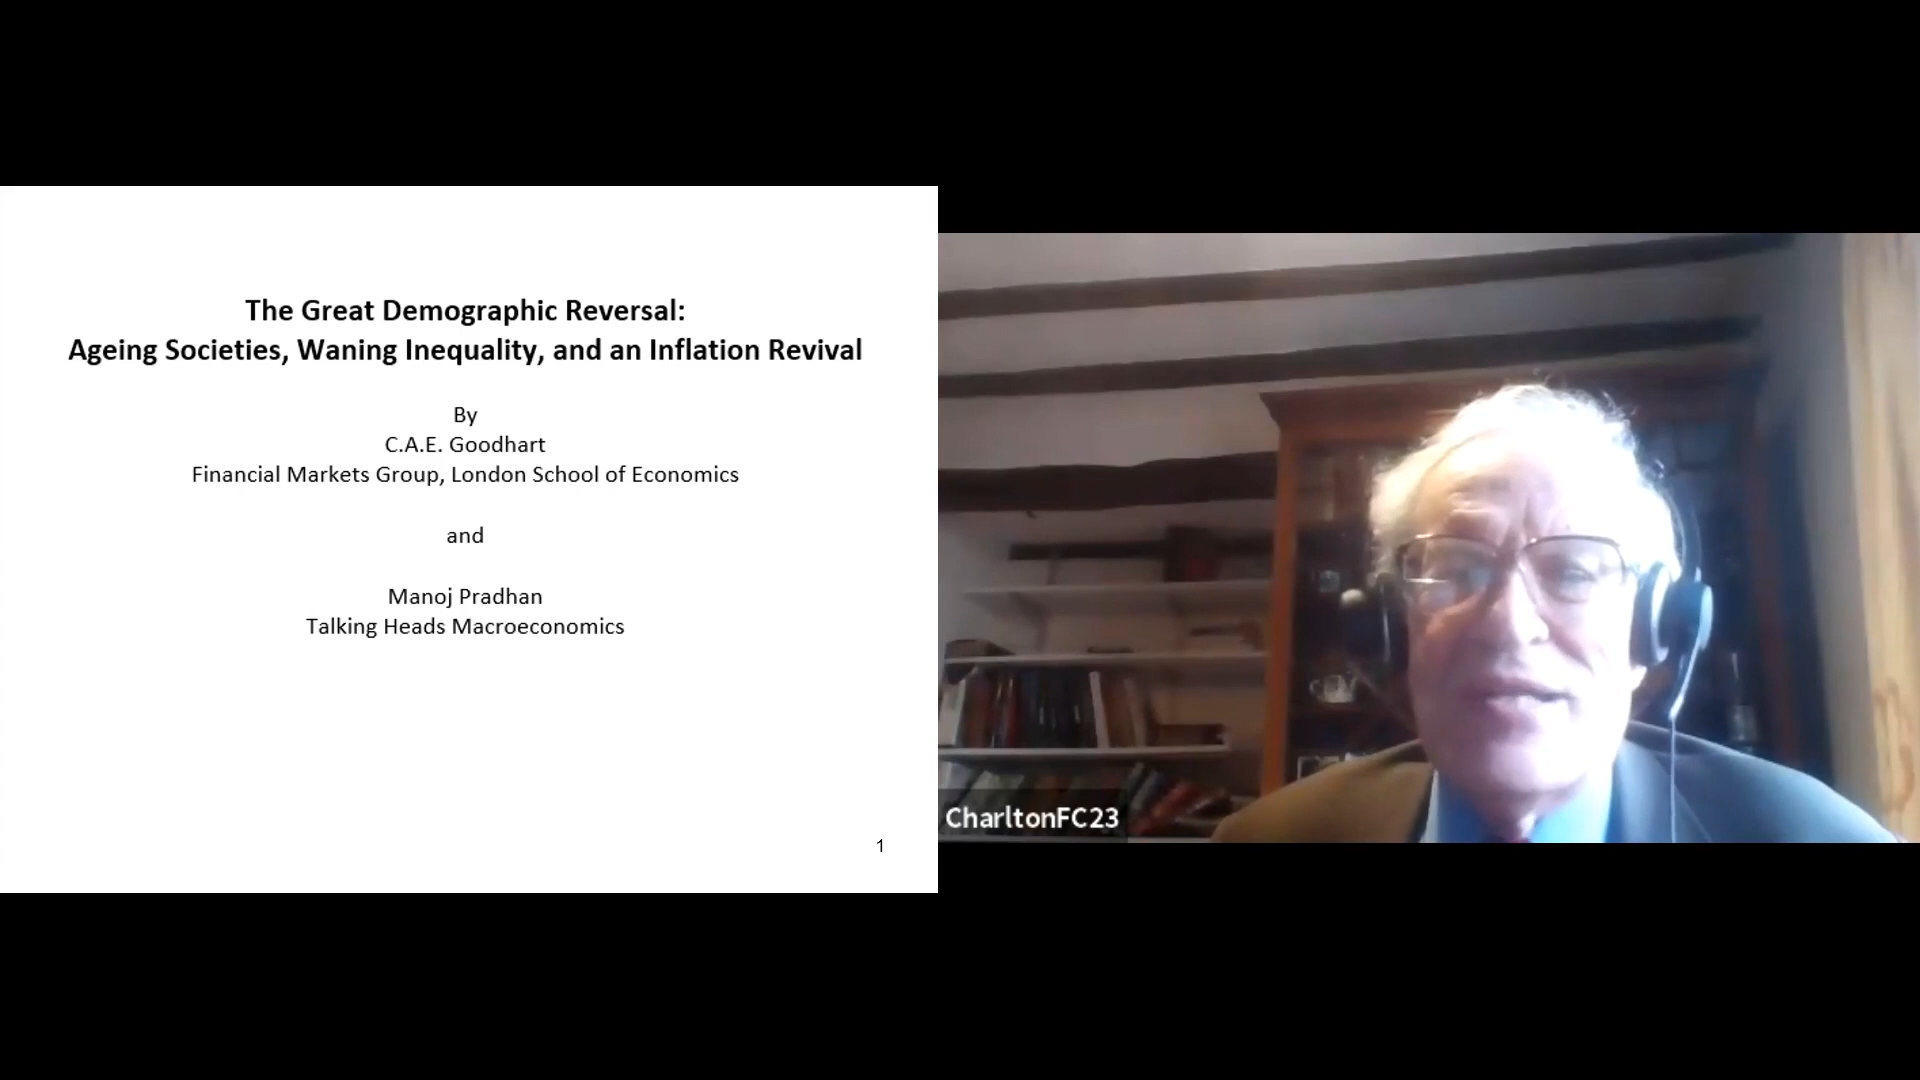 The Great Demographic Reversal:
Ageing Societies, Waning Inequality, and an Inflation Revival
By
C.A.E. Goodhart
Financial Markets Group, London School of Economics
and
Manoj Pradhan
Talking Heads Macroeconomics
1
CharltonFC23